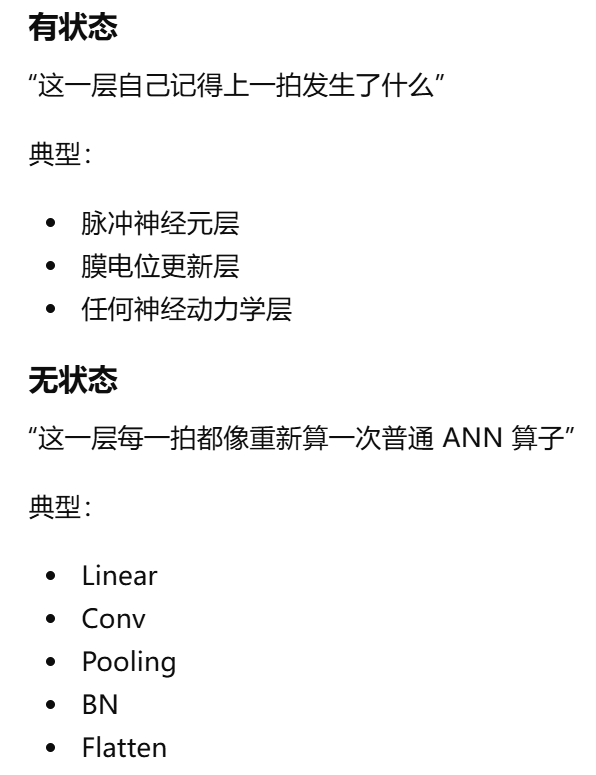 有状态
“这一层自己记得上一拍发生了什么”
典型：
• 脉冲神经元层
• 膜电位更新层
• 任何神经动力学层
无状态
“这一层每一拍都像重新算一次普通 ANN 算子”
典型：
• Linear
• Conv
• Pooling
• BN
• Flatten